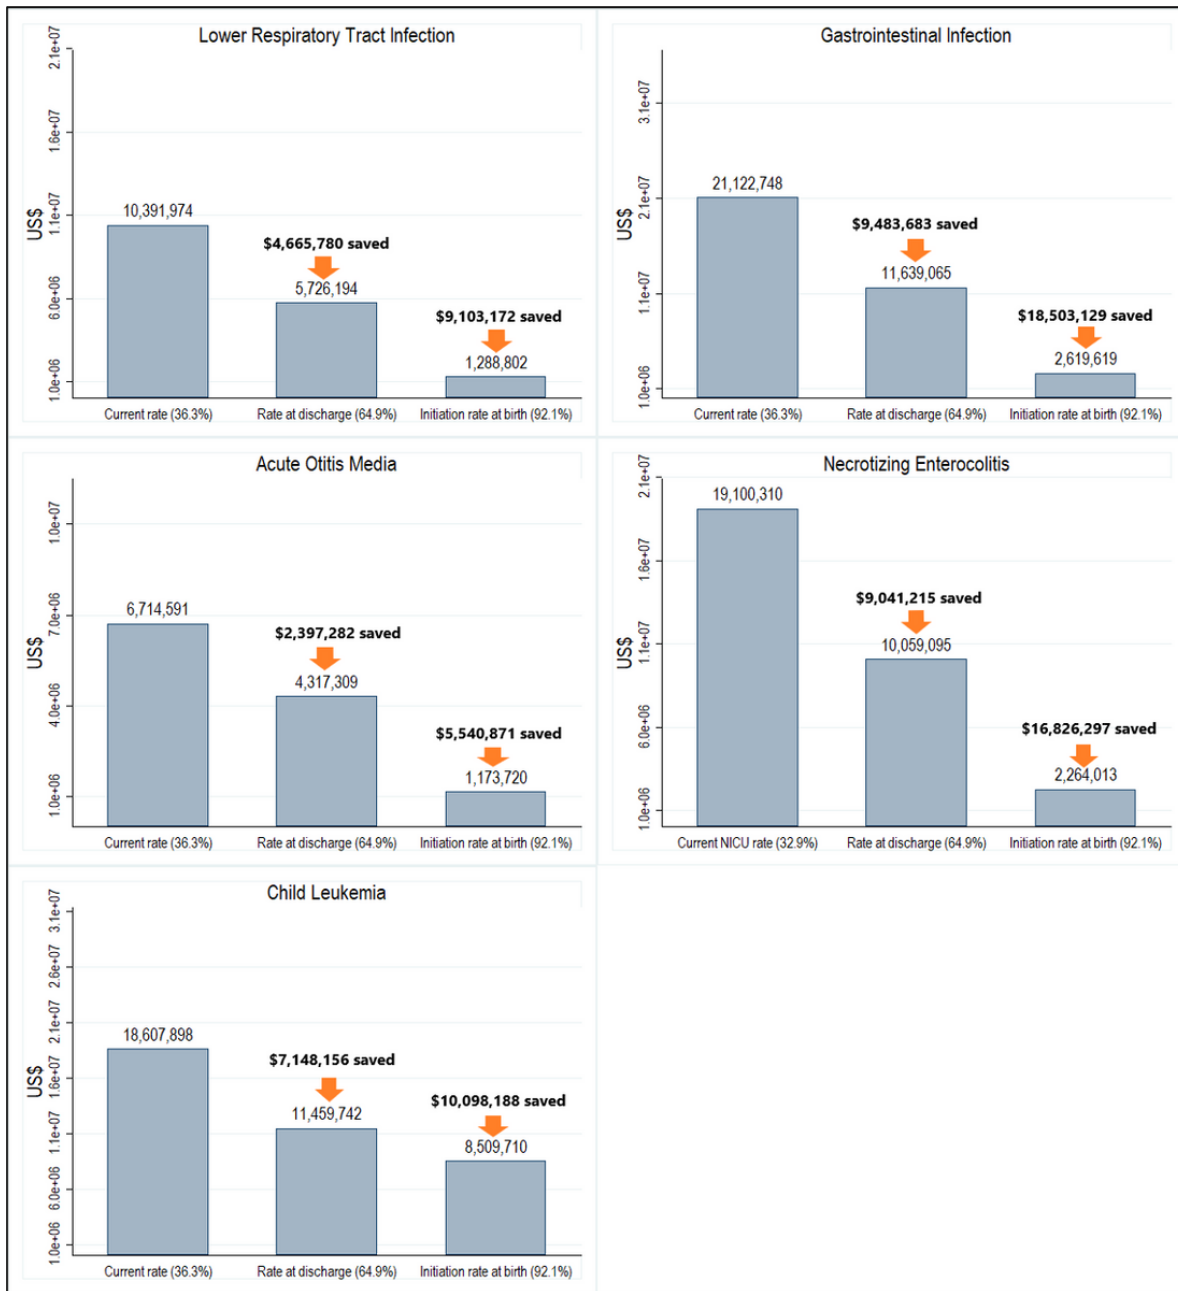 Lower Respiratory Tract Infection
US$
2.1e+07
1.6e+07
1.1e+07
6.0e+06
1.0e+06
10,391,974
$4,665,780 saved
5,726,194
$9,103,172 saved
1,288,802
Current rate (36.3%)
Rate at discharge (64.9%)
Initiation rate at birth (92.1%)
Gastrointestinal Infection
US$
3.1e+07
2.1e+07
1.1e+07
1.0e+06
21,122,748
$9,483,683 saved
11,639,065
$18,503,129 saved
2,619,619
Current rate (36.3%)
Rate at discharge (64.9%)
Initiation rate at birth (92.1%)
Acute Otitis Media
US$
1.0e+07
7.0e+06
4.0e+06
1.0e+06
6,714,591
$2,397,282 saved
4,317,309
$5,540,871 saved
1,173,720
Current rate (36.3%)
Rate at discharge (64.9%)
Initiation rate at birth (92.1%)
Necrotizing Enterocolitis
US$
2.1e+07
1.6e+07
1.1e+07
6.0e+06
1.0e+06
19,100,310
$9,041,215 saved
10,059,095
$16,826,297 saved
2,264,013
Current NICU rate (32.9%)
Rate at discharge (64.9%)
Initiation rate at birth (92.1%)
Child Leukemia
US$
3.1e+07
2.6e+07
2.1e+07
1.6e+07
1.1e+07
6.0e+06
1.0e+06
18,607,898
$7,148,156 saved
11,459,742
$10,098,188 saved
8,509,710
Current rate (36.3%)
Rate at discharge (64.9%)
Initiation rate at birth (92.1%)